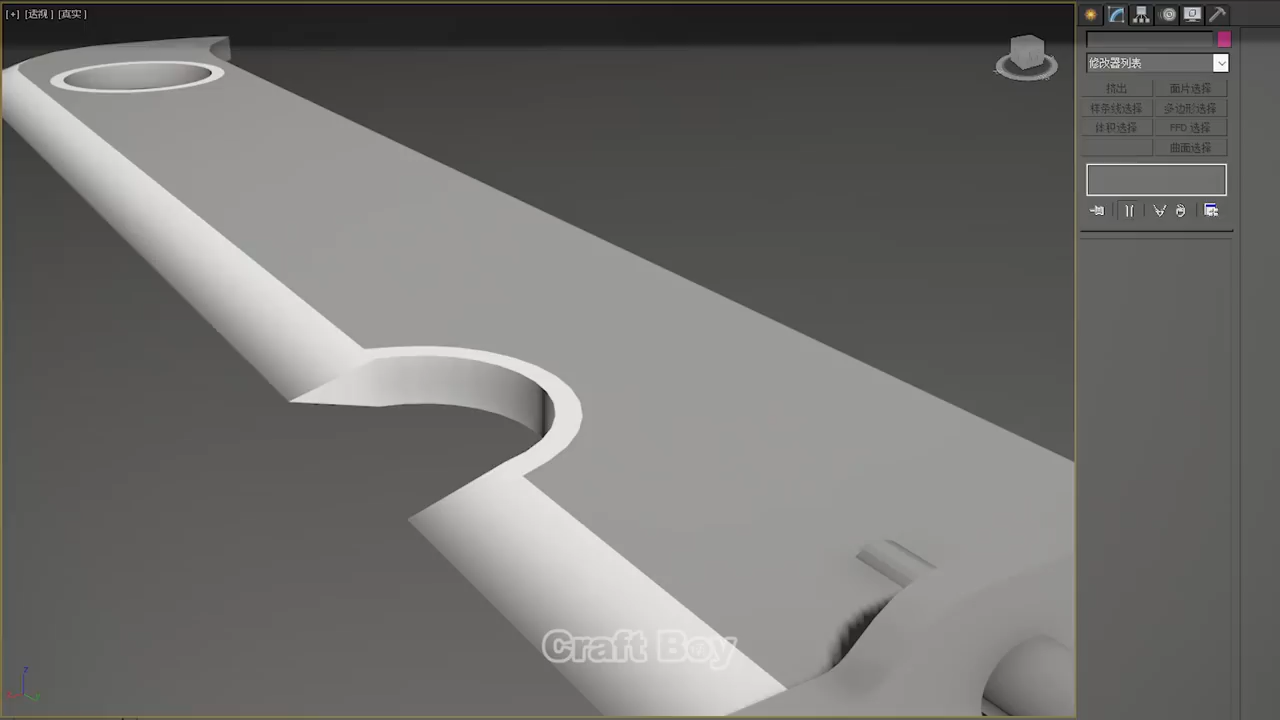 [+] [透视] [真实]
修改器列表
挤出 面片选择
样条线选择 多边形选择
体积选择 FFD 选择
曲面选择
Craft Boy
z